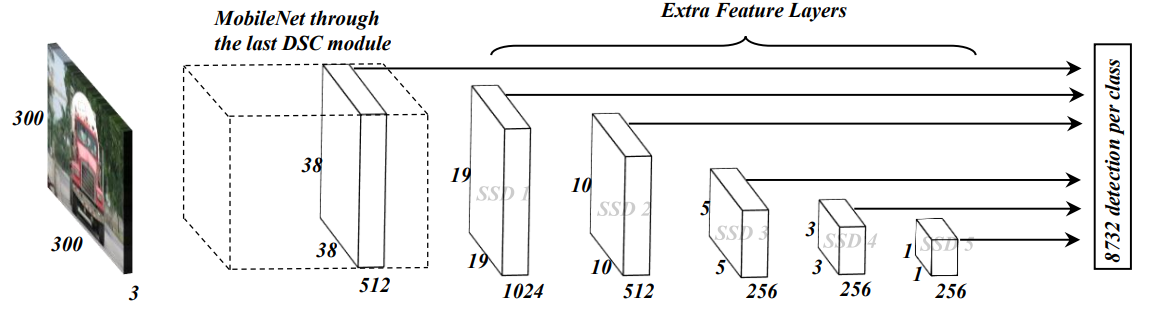 Extra Feature Layers
MobileNet through
the last DSC module
300
300
3
38
38
512
19
SSD 1
19
1024
10
SSD 2
10
512
5
SSD 3
5
256
3
SSD 4
3
256
1
SSD 5
1
256
8732 detection per class